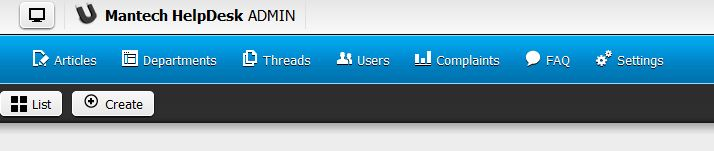 Mantech HelpDesk ADMIN
Articles Departments Threads Users Complaints FAQ Settings
List Create